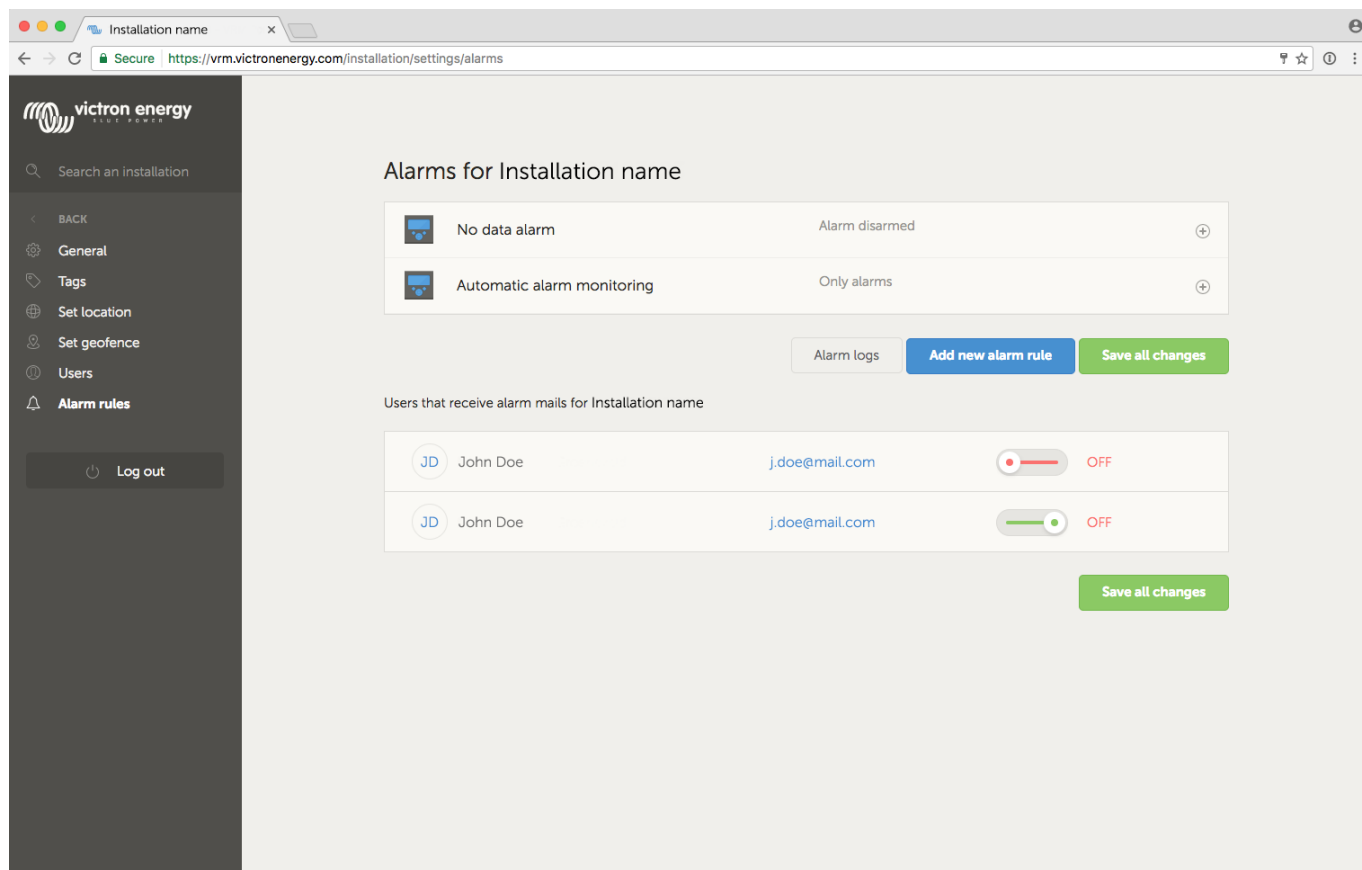 Installation name
Secure https://vrm.victronenergy.com/installation/settings/alarms
victron energy
BLUE POWER
Search an installation
BACK
General
Tags
Set location
Set geofence
Users
Alarm rules
Log out
Alarms for Installation name
No data alarm Alarm disarmed
Automatic alarm monitoring Only alarms
Alarm logs Add new alarm rule Save all changes
Users that receive alarm mails for Installation name
JD John Doe j.doe@mail.com OFF
JD John Doe j.doe@mail.com OFF
Save all changes